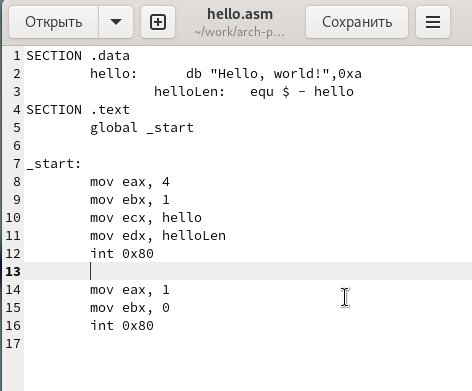 Открыть
hello.asm
~/work/arch-p...
Сохранить
1 SECTION .data
2 hello: db "Hello, world!",0xa
3 helloLen: equ $ - hello
4 SECTION .text
5 global _start
6
7 _start:
8 mov eax, 4
9 mov ebx, 1
10 mov ecx, hello
11 mov edx, helloLen
12 int 0x80
13
14 mov eax, 1
15 mov ebx, 0
16 int 0x80
17